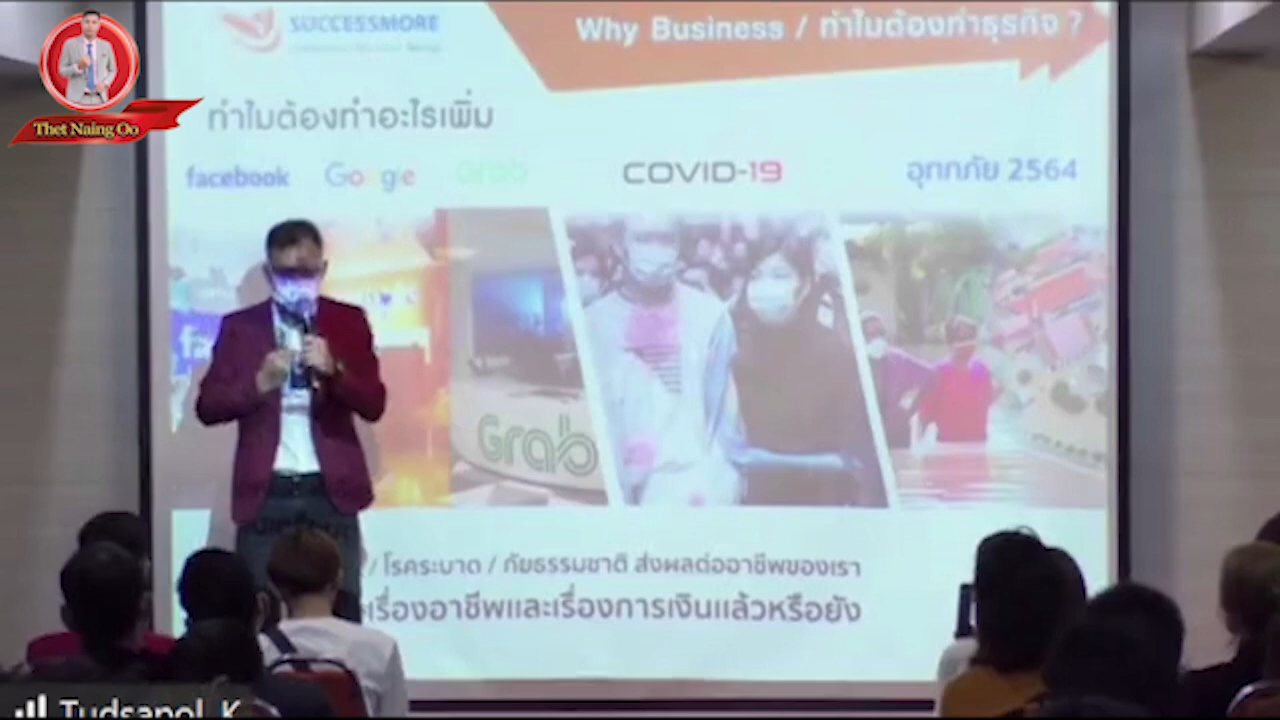 SUCCESSMORE
Why Business / ทำไมต้องทำธุรกิจ ?
Thet Naing Oo
ทำไมต้องทำอะไรเพิ่ม
facebook Google Grab COVID-19 อุทกภัย 2564
Grab
/ โรคระบาด / ภัยธรรมชาติ ส่งผลต่ออาชีพของเรา
เรื่องอาชีพและเรื่องการเงินแล้วหรือยัง
Tudsapol K